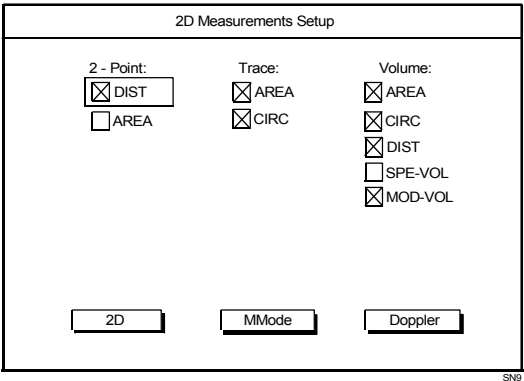 2D Measurements Setup
2 - Point: Trace: Volume:
DIST AREA AREA
AREA CIRC CIRC
DIST
SPE-VOL
MOD-VOL
2D MMode Doppler
SN9